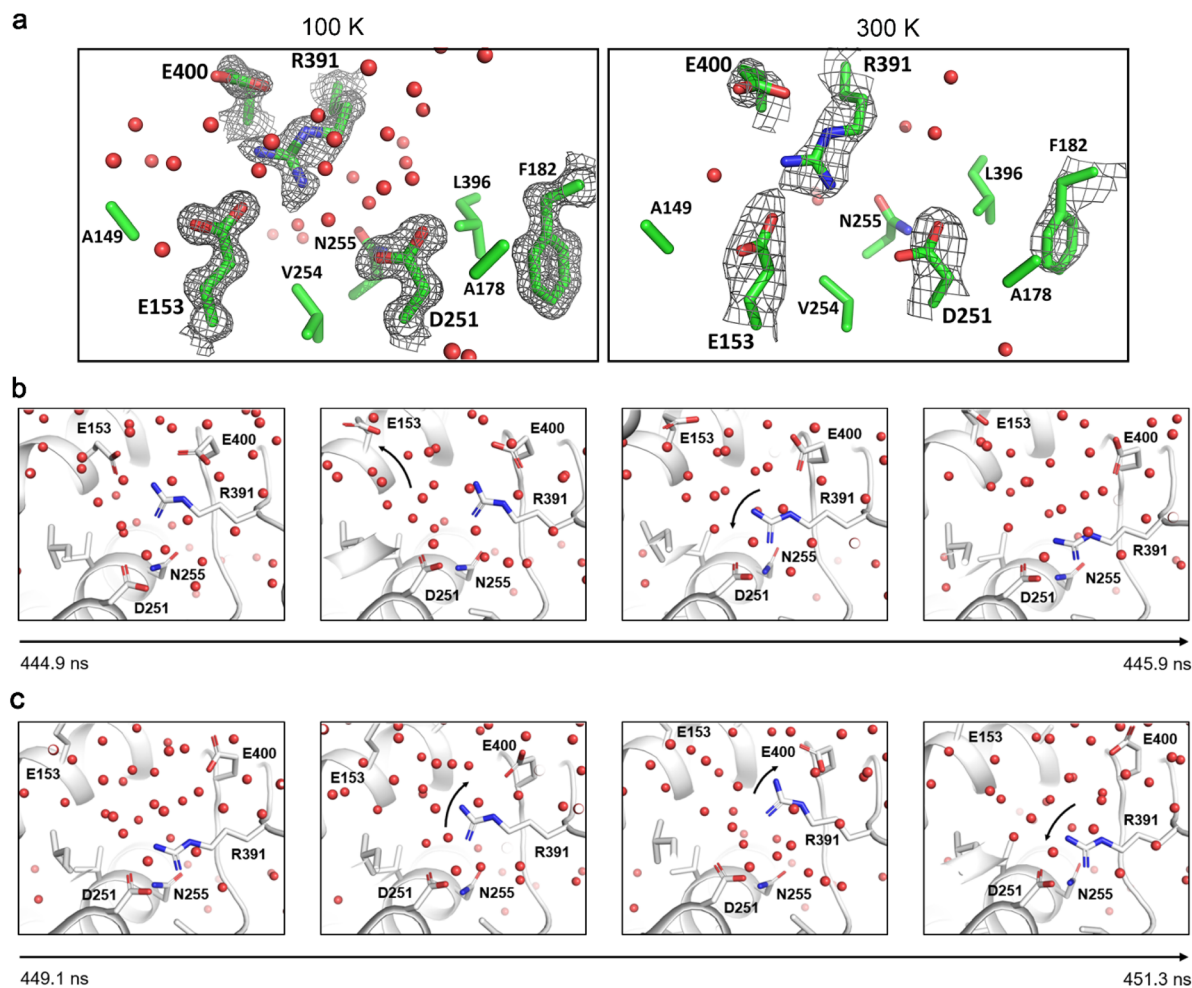 a
100 K
300 K
E400
R391
A149
E153
V254
N255
D251
L396
A178
F182
E400
R391
A149
E153
V254
N255
D251
L396
A178
F182
b
E153
E400
R391
N255
D251
E153
E400
R391
N255
D251
E153
E400
R391
N255
D251
E153
E400
R391
N255
D251
444.9 ns
445.9 ns
c
E153
E400
R391
D251
N255
E153
E400
R391
D251
N255
E153
E400
R391
D251
N255
E153
E400
R391
D251
N255
449.1 ns
451.3 ns